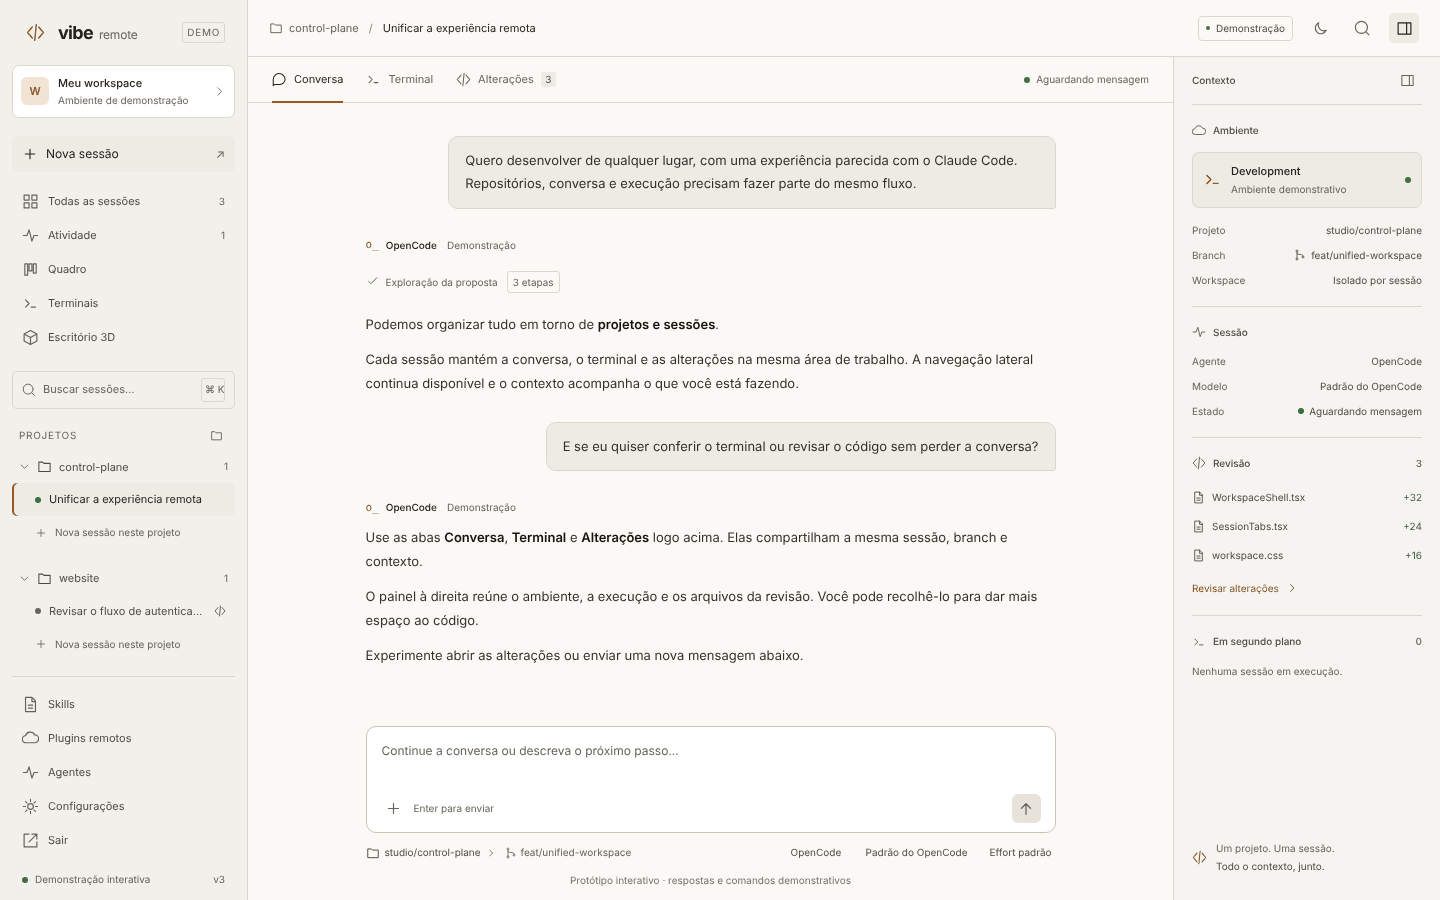 vibe remote
DEMO
W
Meu workspace
Ambiente de demonstração
Nova sessão
Todas as sessões
3
Atividade
1
Quadro
Terminais
Escritório 3D
Buscar sessões...
⌘ K
PROJETOS
control-plane
1
Unificar a experiência remota
Nova sessão neste projeto
website
1
Revisar o fluxo de autentica...
Nova sessão neste projeto
Skills
Plugins remotos
Agentes
Configurações
Sair
Demonstração interativa
v3
control-plane / Unificar a experiência remota
Demonstração
Conversa
Terminal
Alterações
3
Aguardando mensagem
Quero desenvolver de qualquer lugar, com uma experiência parecida com o Claude Code.
Repositórios, conversa e execução precisam fazer parte do mesmo fluxo.
o_ OpenCode Demonstração
Exploração da proposta
3 etapas
Podemos organizar tudo em torno de projetos e sessões.
Cada sessão mantém a conversa, o terminal e as alterações na mesma área de trabalho. A navegação lateral
continua disponível e o contexto acompanha o que você está fazendo.
E se eu quiser conferir o terminal ou revisar o código sem perder a conversa?
o_ OpenCode Demonstração
Use as abas Conversa, Terminal e Alterações logo acima. Elas compartilham a mesma sessão, branch e
contexto.
O painel à direita reúne o ambiente, a execução e os arquivos da revisão. Você pode recolhê-lo para dar mais
espaço ao código.
Experimente abrir as alterações ou enviar uma nova mensagem abaixo.
Continue a conversa ou descreva o próximo passo...
Enter para enviar
studio/control-plane
feat/unified-workspace
OpenCode
Padrão do OpenCode
Effort padrão
Protótipo interativo · respostas e comandos demonstrativos
Contexto
Ambiente
Development
Ambiente demonstrativo
Projeto studio/control-plane
Branch feat/unified-workspace
Workspace Isolado por sessão
Sessão
Agente OpenCode
Modelo Padrão do OpenCode
Estado Aguardando mensagem
Revisão 3
WorkspaceShell.tsx +32
SessionTabs.tsx +24
workspace.css +16
Revisar alterações
Em segundo plano 0
Nenhuma sessão em execução.
Um projeto. Uma sessão.
Todo o contexto, junto.